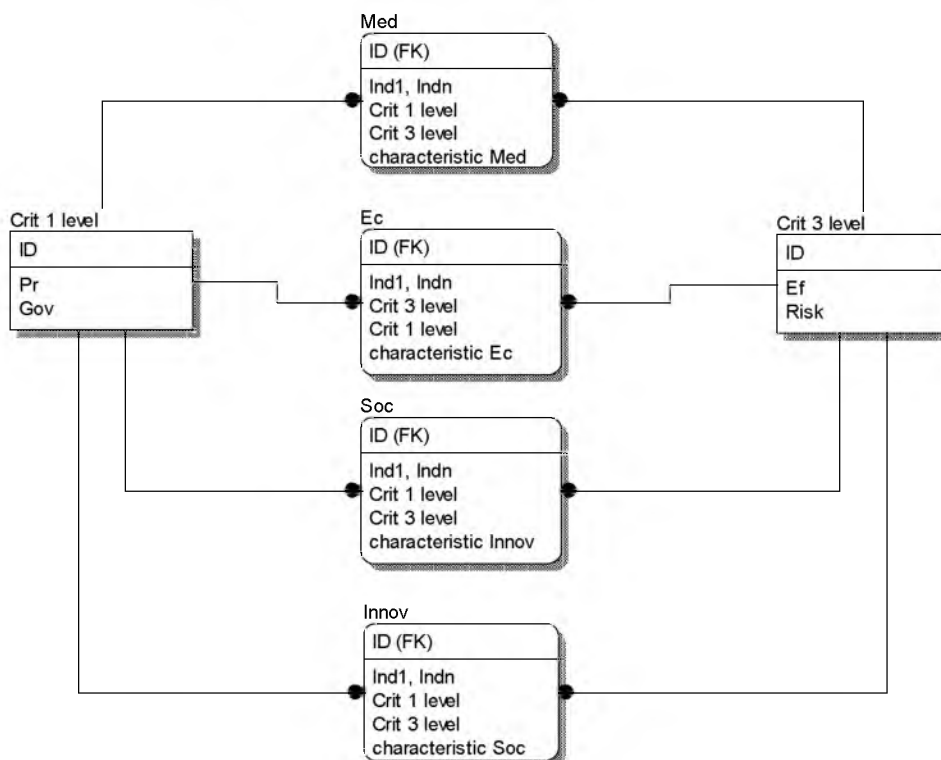 Med
ID (FK)
Ind1, Indn
Crit 1 level
Crit 3 level
characteristic Med
Crit 1 level
ID
Pr
Gov
Ec
ID (FK)
Ind1, Indn
Crit 3 level
Crit 1 level
characteristic Ec
Crit 3 level
ID
Ef
Risk
Soc
ID (FK)
Ind1, Indn
Crit 1 level
Crit 3 level
characteristic Innov
Innov
ID (FK)
Ind1, Indn
Crit 1 level
Crit 3 level
characteristic Soc